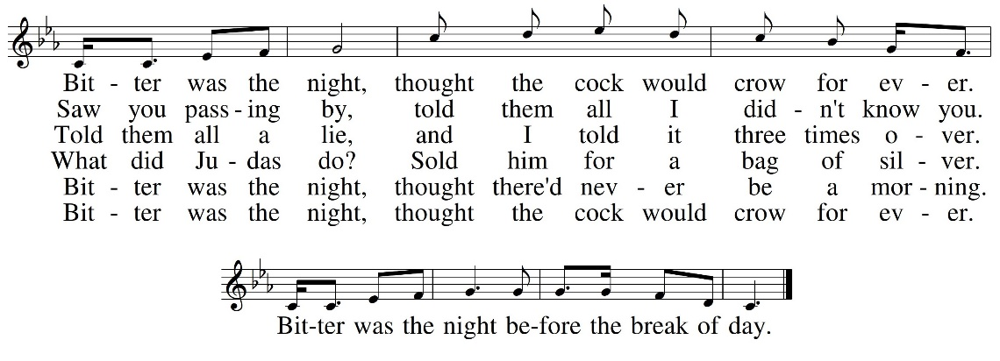 Bit - ter was the night, thought the cock would crow for ev - er.
Saw you pass - ing by, told them all I did - n't know you.
Told them all a lie, and I told it three times o - ver.
What did Ju - das do? Sold him for a bag of sil - ver.
Bit - ter was the night, thought there'd nev - er be a mor - ning.
Bit - ter was the night, thought the cock would crow for ev - er.
Bit-ter was the night be-fore the break of day.